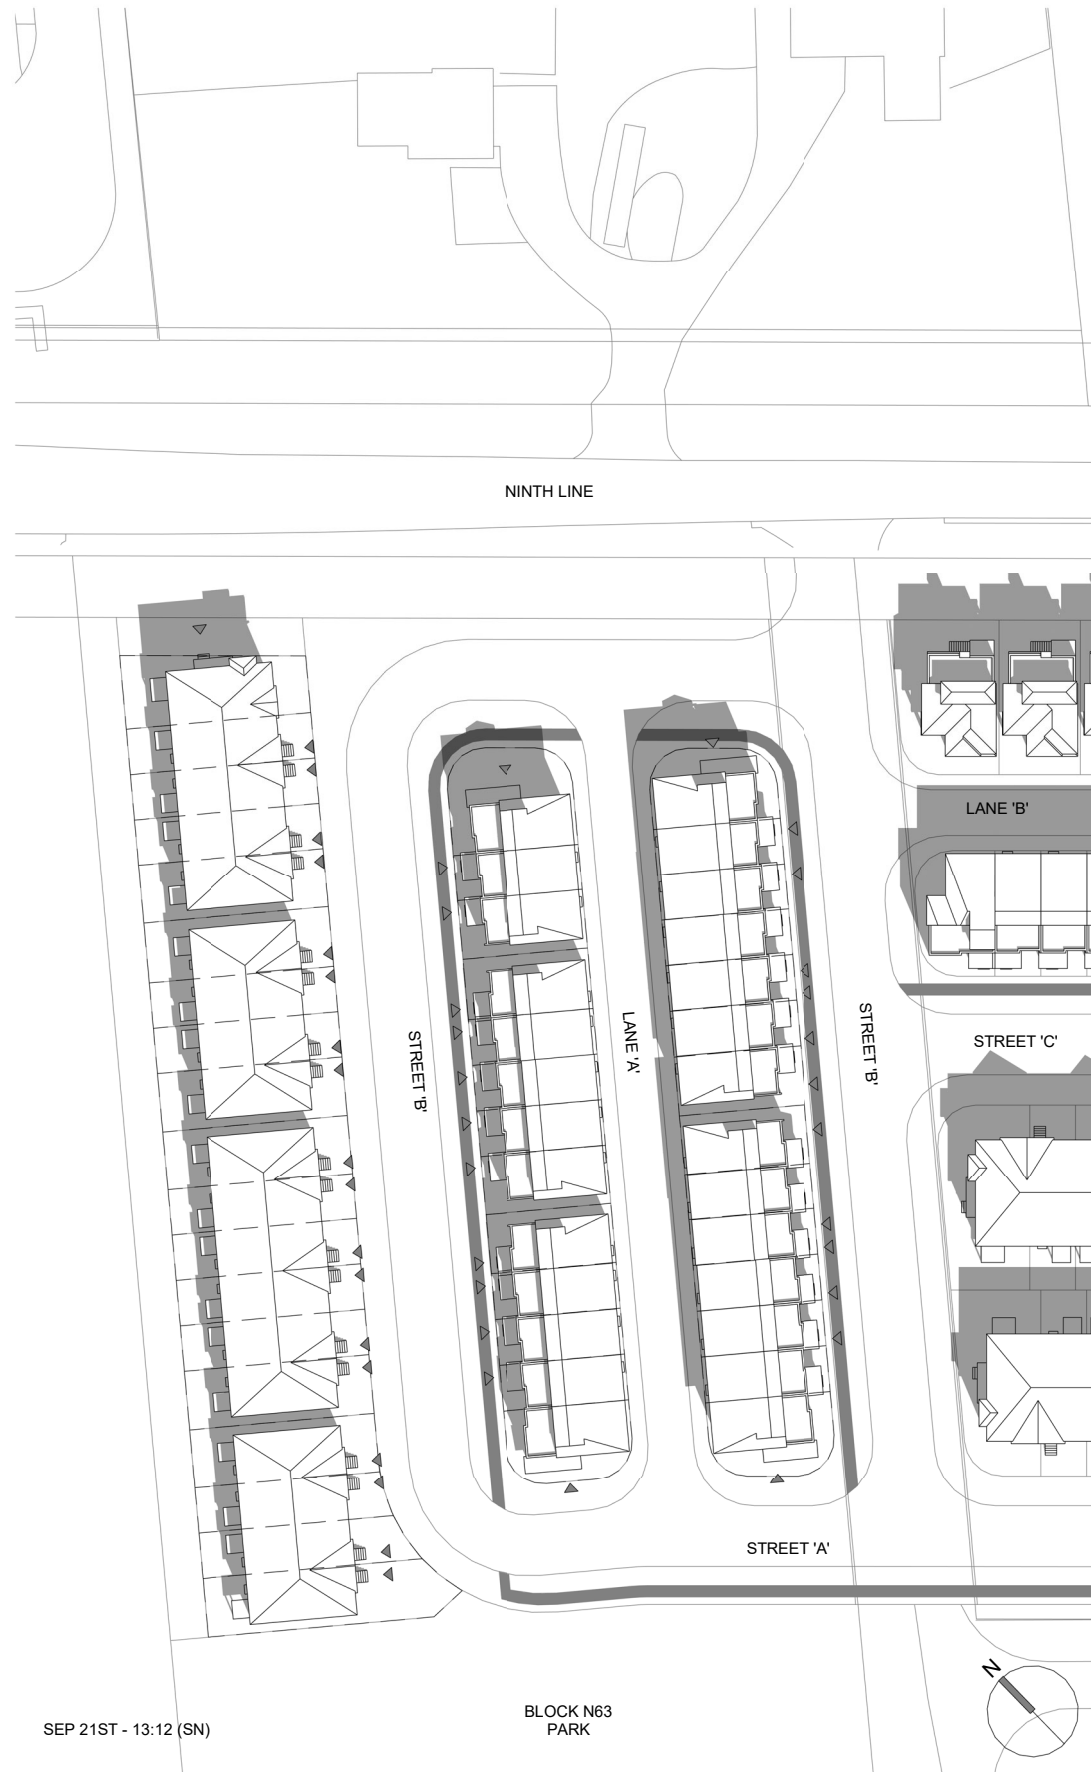 NINTH LINE
LANE 'B'
STREET 'B'
LANE 'A'
STREET 'B'
STREET 'C'
STREET 'A'
N
BLOCK N63
PARK
SEP 21ST - 13:12 (SN)